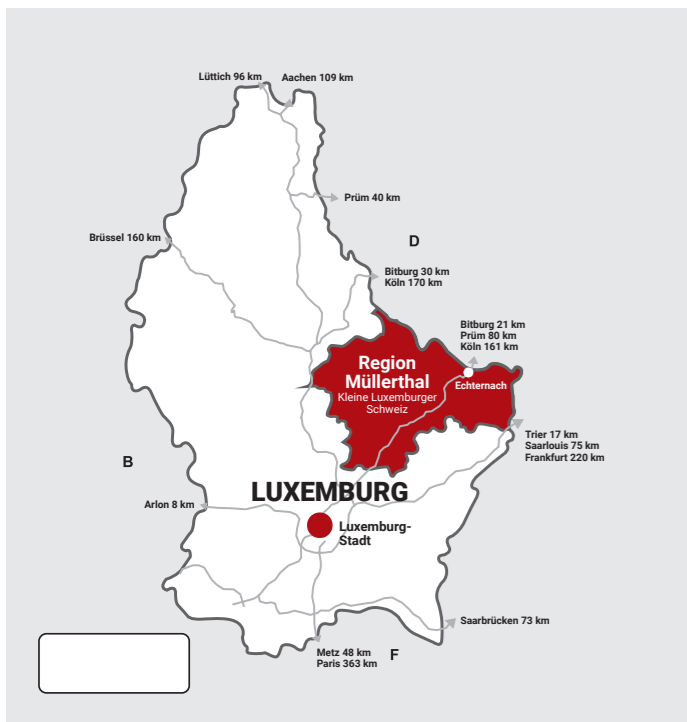 Lüttich 96 km
Aachen 109 km
Prüm 40 km
Brüssel 160 km
D
Bitburg 30 km
Köln 170 km
Bitburg 21 km
Prüm 80 km
Köln 161 km
Region
Müllerthal
Kleine Luxemburger
Schweiz
Echternach
Trier 17 km
Saarlouis 75 km
Frankfurt 220 km
B
LUXEMBURG
Arlon 8 km
Luxemburg-
Stadt
Saarbrücken 73 km
Metz 48 km
Paris 363 km
F